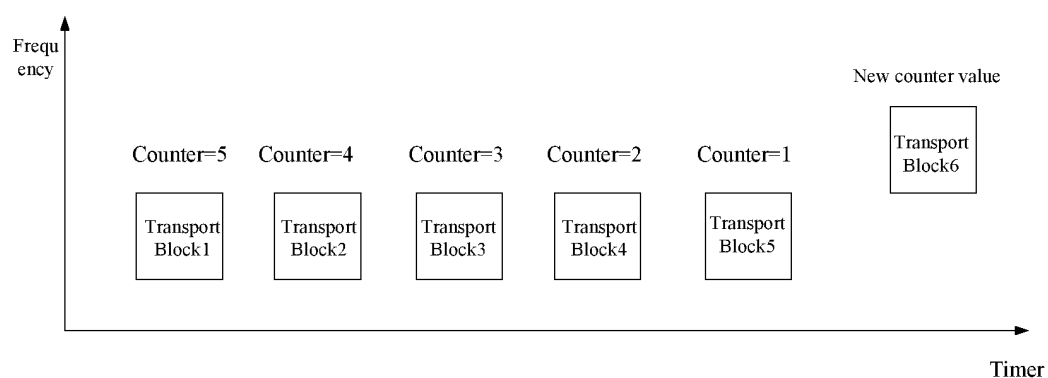 Frequ
ency
New counter value
Counter=5
Counter=4
Counter=3
Counter=2
Counter=1
Transport
Block6
Transport
Block1
Transport
Block2
Transport
Block3
Transport
Block4
Transport
Block5
Timer